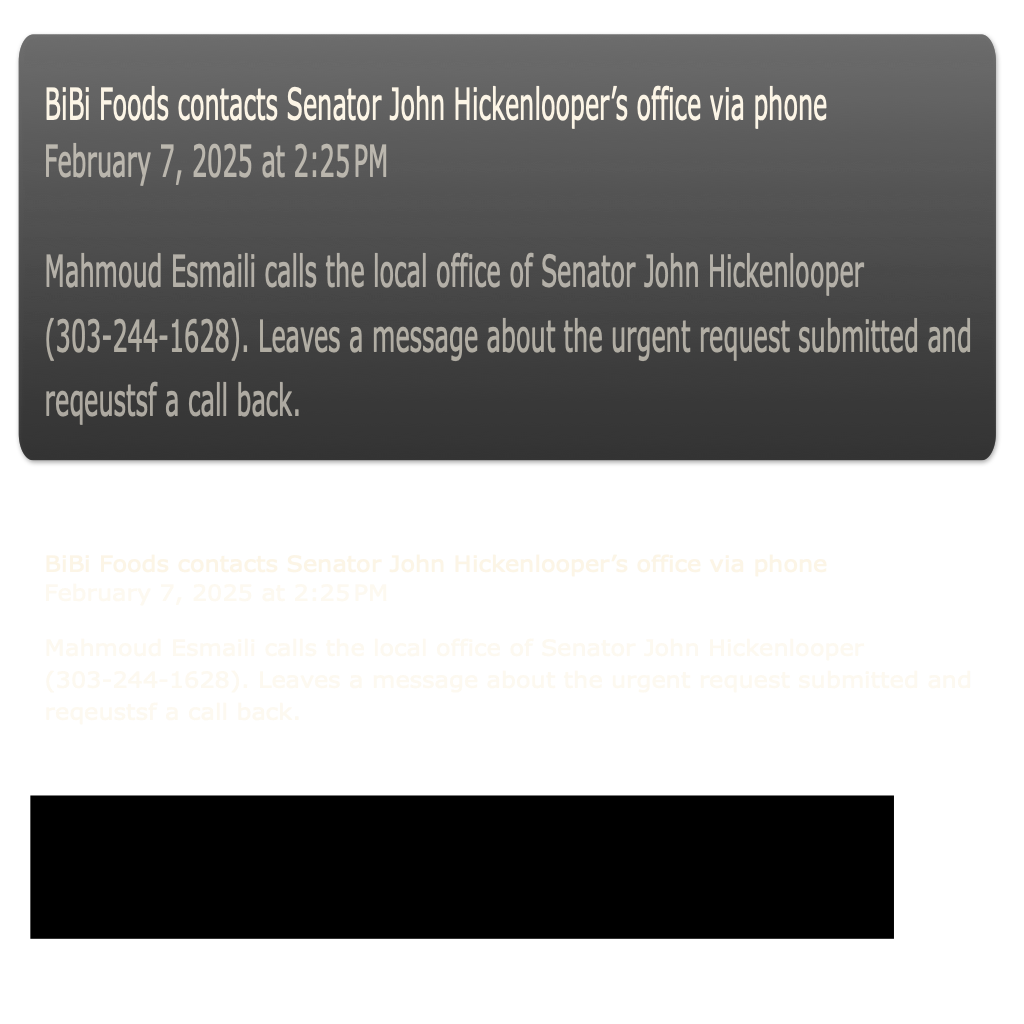 BiBi Foods contacts Senator John Hickenlooper’s office via phone
February 7, 2025 at 2:25 PM
Mahmoud Esmaili calls the local office of Senator John Hickenlooper
(303-244-1628). Leaves a message about the urgent request submitted and
reqeustsf a call back.
BiBi Foods contacts Senator John Hickenlooper’s office via phone
February 7, 2025 at 2:25 PM
Mahmoud Esmaili calls the local office of Senator John Hickenlooper
(303-244-1628). Leaves a message about the urgent request submitted and
reqeustsf a call back.